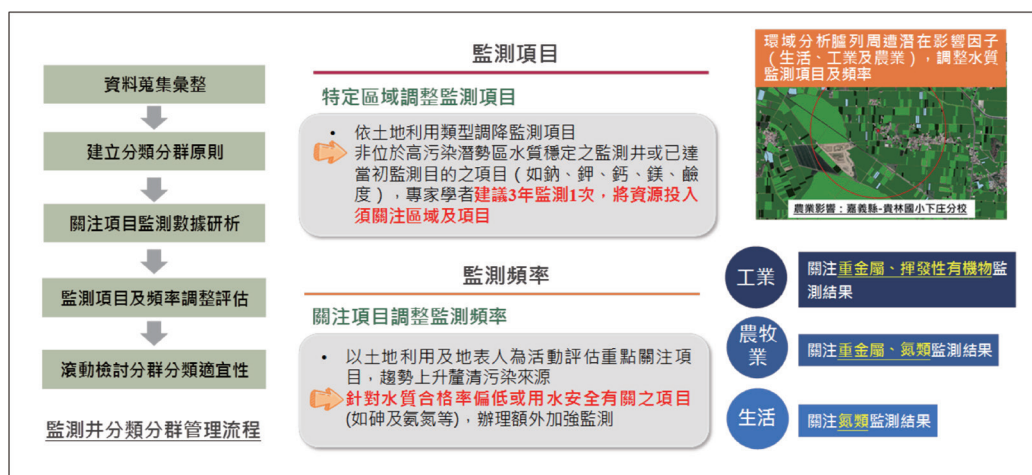 資料蒐集彙整
建立分類分群原則
關注項目監測數據研析
監測項目及頻率調整評估
滾動檢討分群分類適宜性
監測井分類分群管理流程
監測項目
特定區域調整監測項目
• 依土地利用類型調降監測項目
非位於高污染潛勢區水質穩定之監測井或已達
當初監測目的之項目(如鈉、鉀、鈣、鎂、鹼
度),專家學者建議3年監測1次,將資源投入
須關注區域及項目
監測頻率
關注項目調整監測頻率
• 以土地利用及地表人為活動評估重點關注項
目,趨勢上升釐清污染來源
針對水質合格率偏低或用水安全有關之項目
(如砷及氨氮等),辦理額外加強監測
環域分析臚列周遭潛在影響因子
(生活、工業及農業),調整水質
監測項目及頻率
農業影響:嘉義縣-貴林國小下庄分校
工業
關注重金屬、揮發性有機物監
測結果
農牧
業
關注重金屬、氮類監測結果
生活
關注氮類監測結果